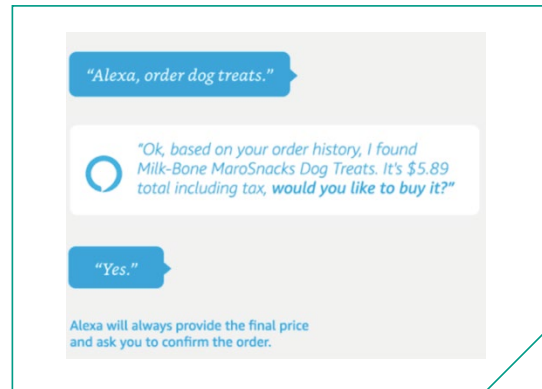 “Alexa, order dog treats.”
“Ok, based on your order history, I found
Milk-Bone MaroSnacks Dog Treats. It's $5.89
total including tax, would you like to buy it?”
“Yes.”
Alexa will always provide the final price
and ask you to confirm the order.